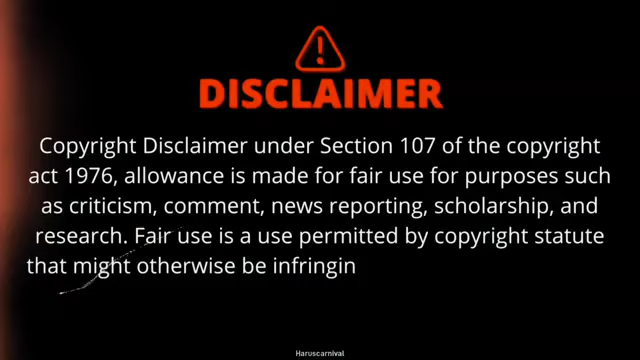 DISCLAIMER
Copyright Disclaimer under Section 107 of the copyright
act 1976, allowance is made for fair use for purposes such
as criticism, comment, news reporting, scholarship, and
research. Fair use is a use permitted by copyright statute
that might otherwise be infringin
Haruscarnival